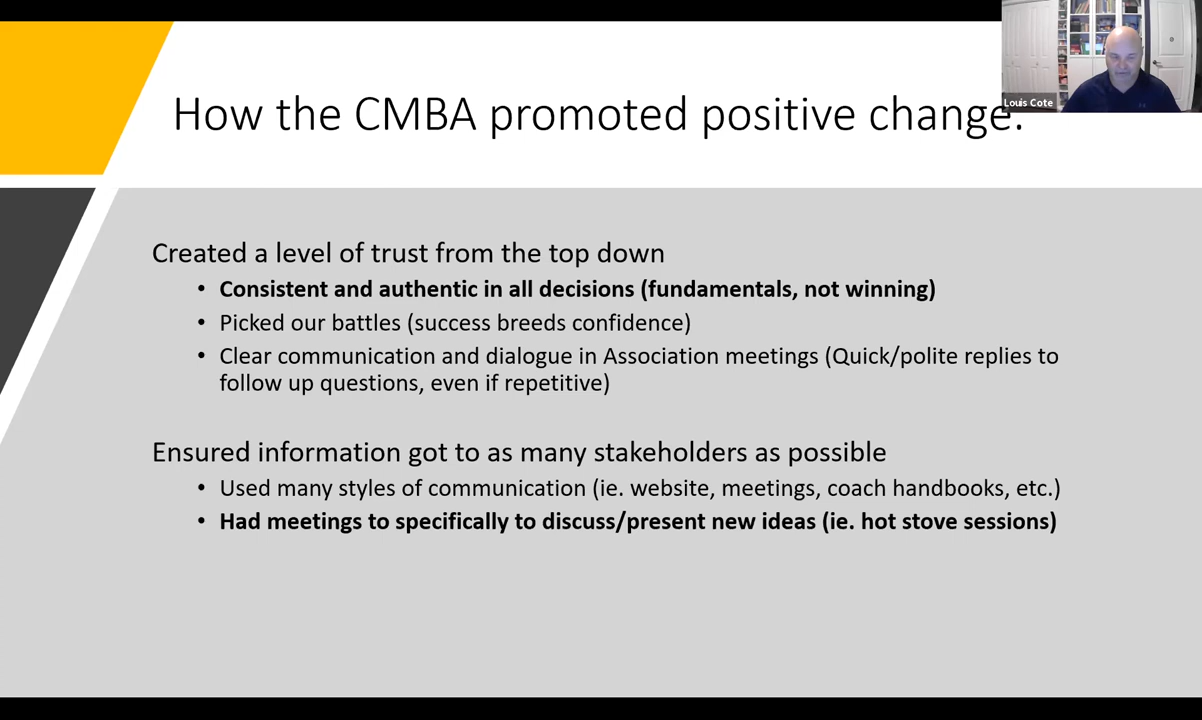 Louis Cote
How the CMBA promoted positive change.
Created a level of trust from the top down
• Consistent and authentic in all decisions (fundamentals, not winning)
• Picked our battles (success breeds confidence)
• Clear communication and dialogue in Association meetings (Quick/polite replies to
follow up questions, even if repetitive)
Ensured information got to as many stakeholders as possible
• Used many styles of communication (ie. website, meetings, coach handbooks, etc.)
• Had meetings to specifically to discuss/present new ideas (ie. hot stove sessions)